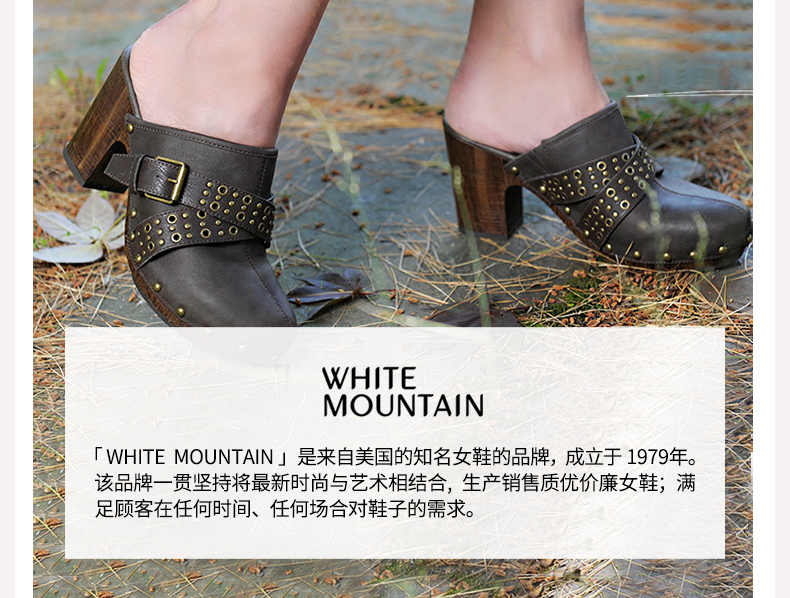 WHITE
MOUNTAIN
「 WHITE MOUNTAIN 」是来自美国的知名女鞋的品牌，成立于 1979年。
该品牌一贯坚持将最新时尚与艺术相结合, 生产销售质优价廉女鞋；满
足顾客在任何时间、任何场合对鞋子的需求。